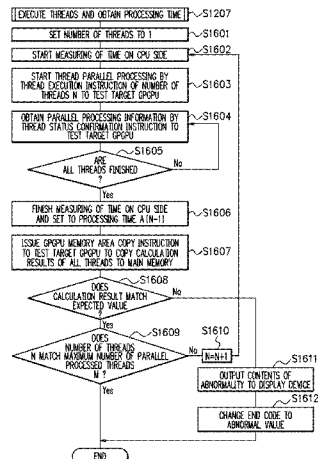 EXECUTE THREADS AND OBTAIN PROCESSING TIME
S1207
SET NUMBER OF THREADS TO 1
S1601
START MEASURING OF TIME ON CPU SIDE
S1602
START THREAD PARALLEL PROCESSING BY
THREAD EXECUTION INSTRUCTION OF NUMBER OF
THREADS N TO TEST TARGET GPGPU
S1603
OBTAIN PARALLEL PROCESSING INFORMATION BY
THREAD STATUS CONFIRMATION INSTRUCTION TO
TEST TARGET GPGPU
S1604
ARE
ALL THREADS FINISHED
?
S1605
No
Yes
FINISH MEASURING OF TIME ON CPU SIDE
AND SET TO PROCESSING TIME A[N-1]
S1606
ISSUE GPGPU MEMORY AREA COPY INSTRUCTION
TO TEST TARGET GPGPU TO COPY CALCULATION
RESULTS OF ALL THREADS TO MAIN MEMORY
S1607
DOES
CALCULATION RESULT MATCH
EXPECTED VALUE
?
S1608
No
Yes
DOES
NUMBER OF THREADS
N MATCH MAXIMUM NUMBER OF PARALLEL
PROCESSED THREADS
M ?
S1609
No
N=N+1
S1610
Yes
OUTPUT CONTENTS OF
ABNORMALITY TO DISPLAY DEVICE
S1611
CHANGE END CODE TO
ABNORMAL VALUE
S1612
END